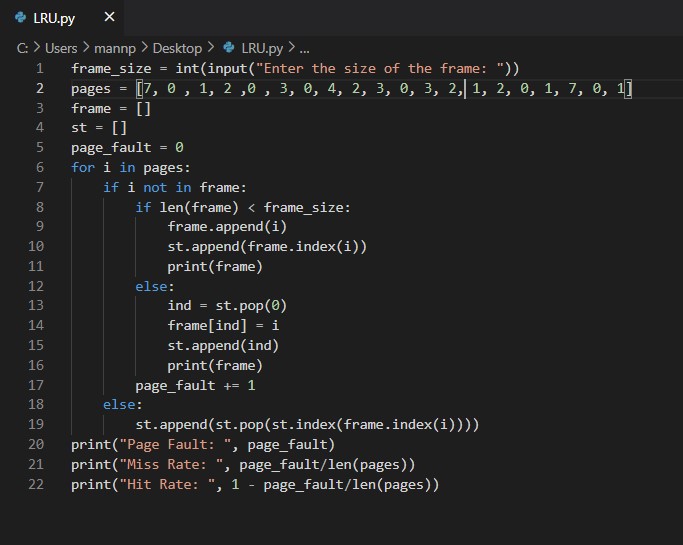 LRU.py ×
C: > Users > mannp > Desktop > LRU.py > ...
1 frame_size = int(input("Enter the size of the frame: "))
2 pages = [7, 0 , 1, 2 ,0 , 3, 0, 4, 2, 3, 0, 3, 2, 1, 2, 0, 1, 7, 0, 1]
3 frame = []
4 st = []
5 page_fault = 0
6 for i in pages:
7     if i not in frame:
8         if len(frame) < frame_size:
9             frame.append(i)
10             st.append(frame.index(i))
11             print(frame)
12         else:
13             ind = st.pop(0)
14             frame[ind] = i
15             st.append(ind)
16             print(frame)
17         page_fault += 1
18     else:
19         st.append(st.pop(st.index(frame.index(i))))
20 print("Page Fault: ", page_fault)
21 print("Miss Rate: ", page_fault/len(pages))
22 print("Hit Rate: ", 1 - page_fault/len(pages))